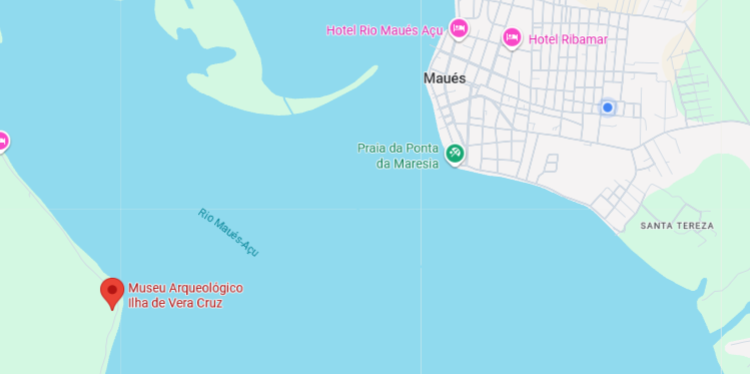 Hotel Rio Maués Açu
Hotel Ribamar
Maués
Praia da Ponta
da Maresia
Rio Maués-Açu
SANTA TEREZA
Museu Arqueológico
Ilha de Vera Cruz